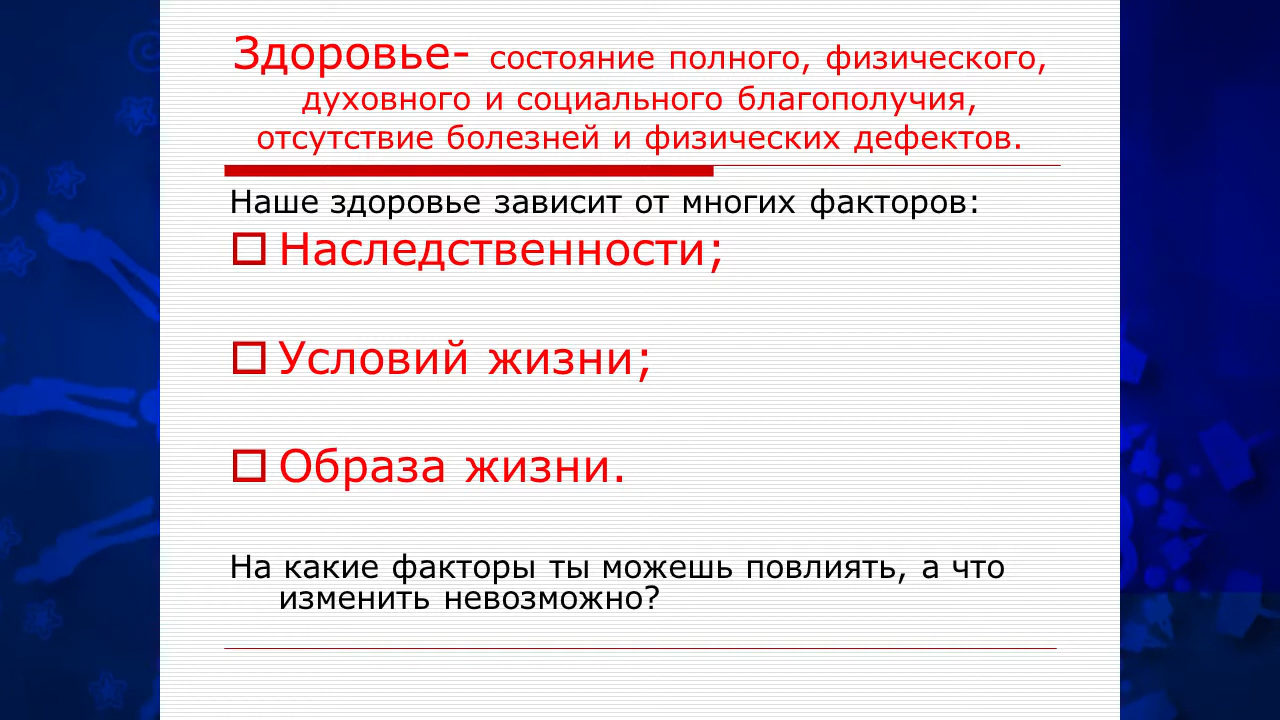 Здоровье- состояние полного, физического,
духовного и социального благополучия,
отсутствие болезней и физических дефектов.
Наше здоровье зависит от многих факторов:
Наследственности;
Условий жизни;
Образа жизни.
На какие факторы ты можешь повлиять, а что
изменить невозможно?